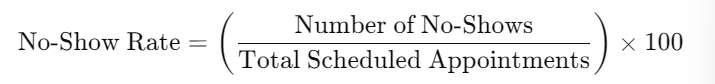 No-Show Rate = ( Number of No-Shows / Total Scheduled Appointments ) × 100